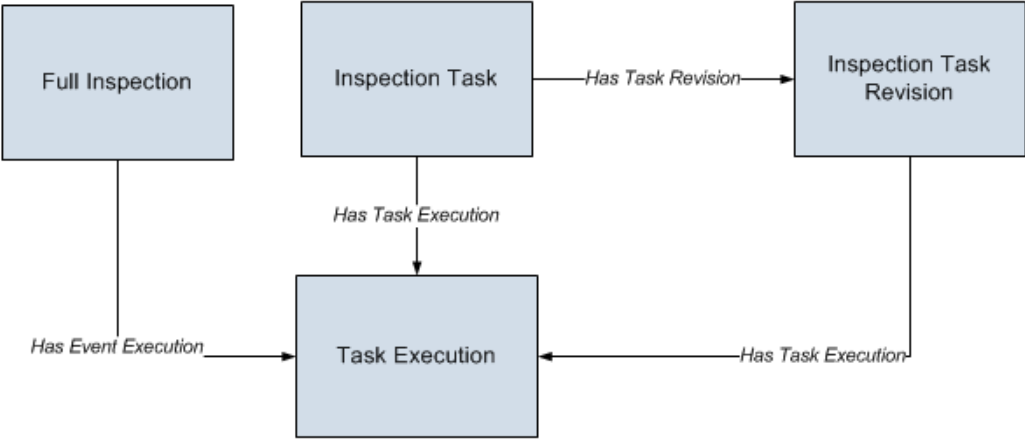 Full Inspection
Inspection Task
Has Task Revision
Inspection Task
Revision
Has Task Execution
Has Event Execution
Task Execution
Has Task Execution